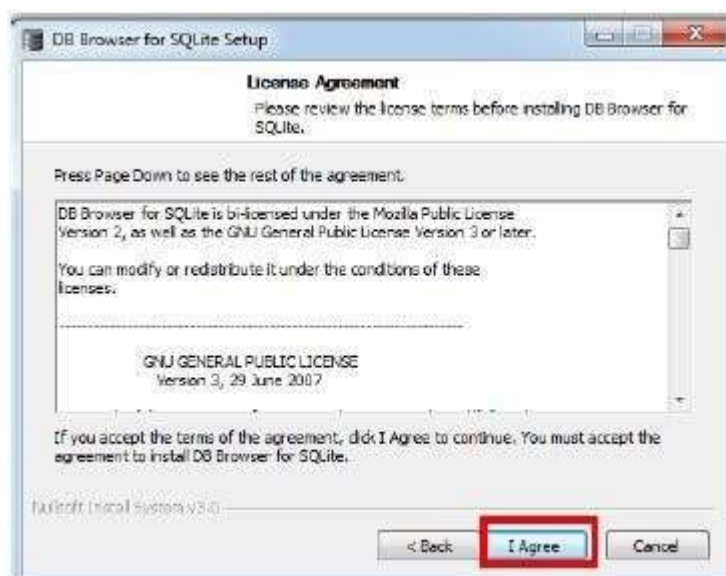 DB Browser for SQLite Setup
License Agreement
Please review the license terms before installing DB Browser for
SQLite.
Press Page Down to see the rest of the agreement.
DB Browser for SQLite is bi-licensed under the Mozilla Public License
Version 2, as well as the GNU General Public License Version 3 or later.
You can modify or redistribute it under the conditions of these
licenses.
GNU GENERAL PUBLIC LICENSE
Version 3, 29 June 2007
If you accept the terms of the agreement, click I Agree to continue. You must accept the
agreement to install DB Browser for SQLite.
Nullsoft Install System v3.0
< Back
I Agree
Cancel